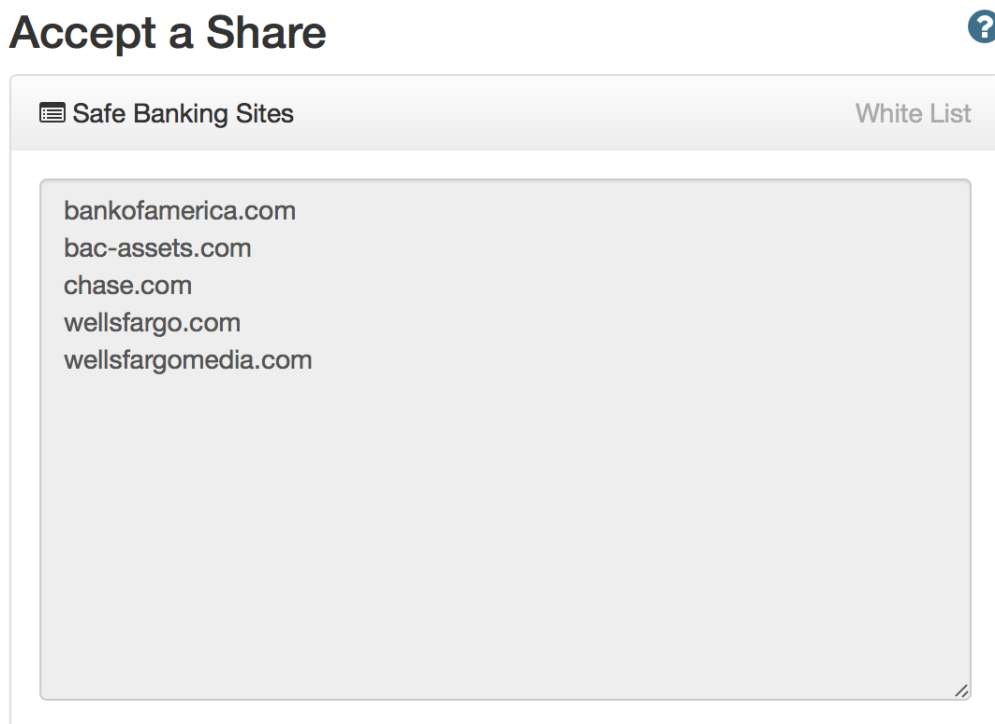 Accept a Share
?
Safe Banking Sites White List
bankofamerica.com
bac-assets.com
chase.com
wellsfargo.com
wellsfargomedia.com